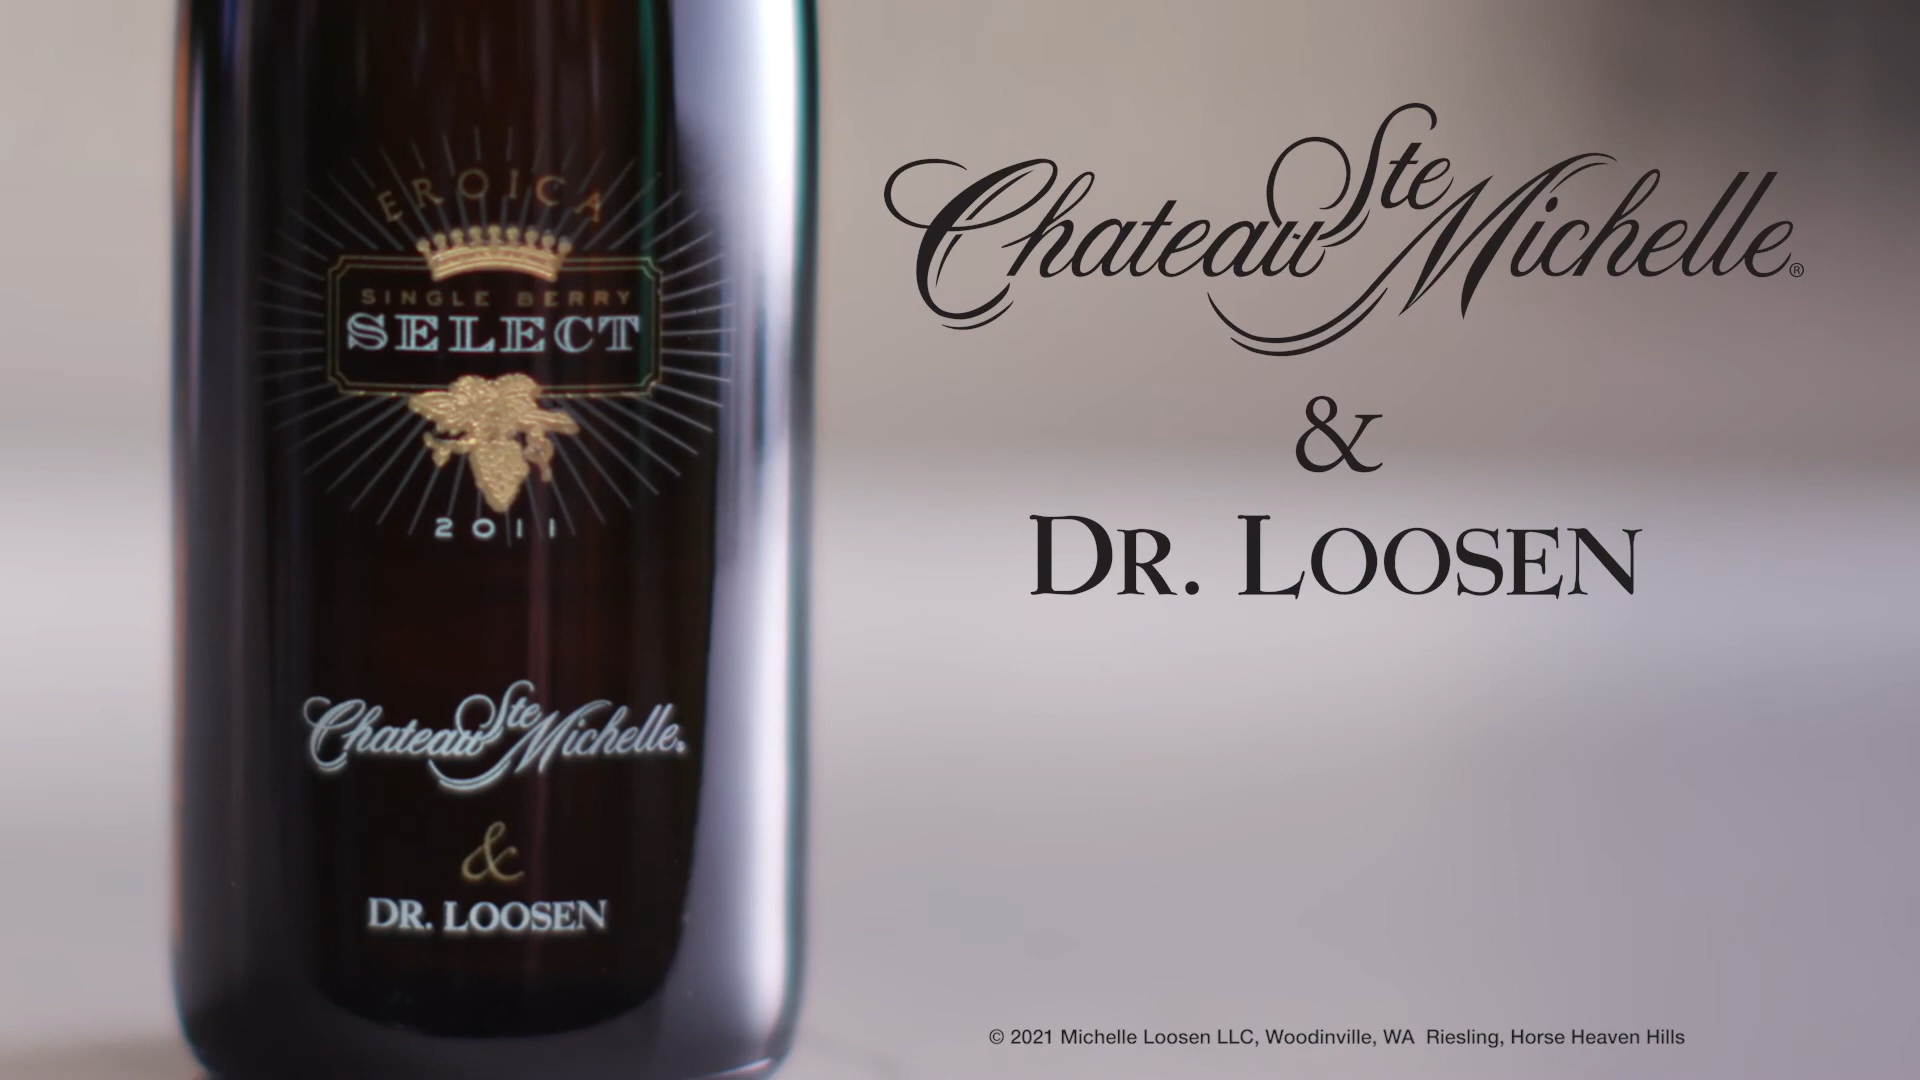 EROICA
SINGLE BERRY
SELECT
2011
Chateau Ste Michelle.
&
DR. LOOSEN
Chateau Ste Michelle®
&
DR. LOOSEN
© 2021 Michelle Loosen LLC, Woodinville, WA Riesling, Horse Heaven Hills